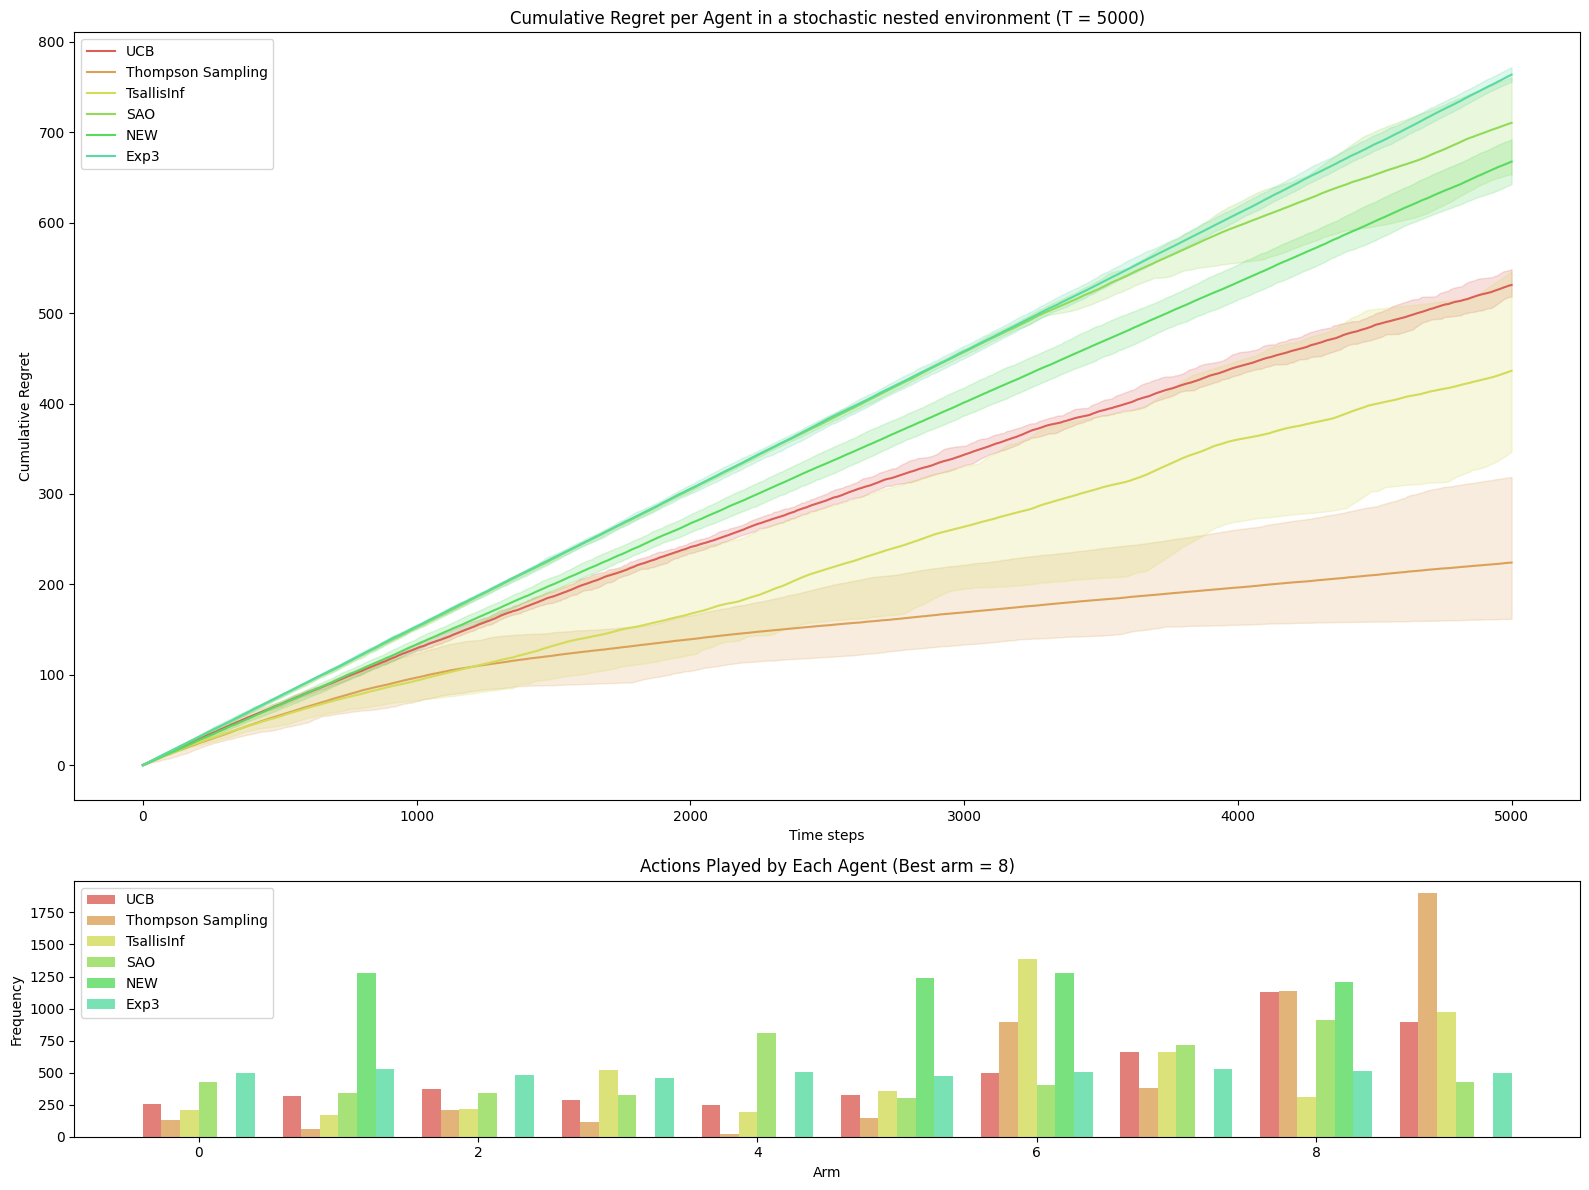 Cumulative Regret per Agent in a stochastic nested environment (T = 5000)
UCB
Thompson Sampling
TsallisInf
SAO
NEW
Exp3
800
700
600
500
400
300
200
100
0
Cumulative Regret
0 1000 2000 3000 4000 5000
Time steps
Actions Played by Each Agent (Best arm = 8)
UCB
Thompson Sampling
TsallisInf
SAO
NEW
Exp3
1750
1500
1250
1000
750
500
250
0
Frequency
0 2 4 6 8
Arm